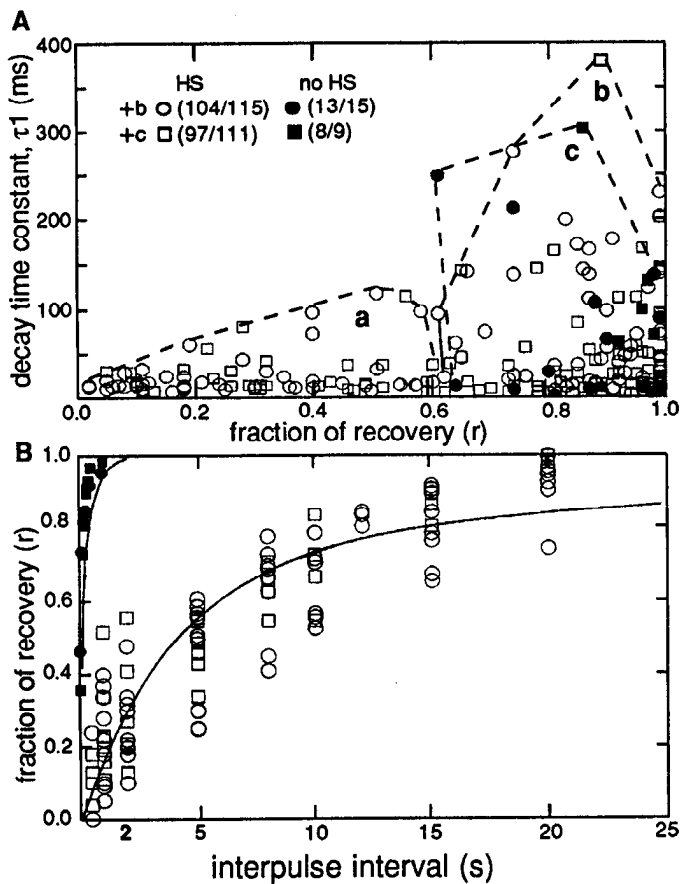 A
decay time constant, τ1 (ms)
400
300
200
100
0
HS no HS
+b (104/115) (13/15)
+c (97/111) (8/9)
a
b
c
0.0 0.2 0.4 0.6 0.8 1.0
fraction of recovery (r)
B
fraction of recovery (r)
1.0
0.8
0.6
0.4
0.2
0.0
2 5 10 15 20 25
interpulse interval (s)